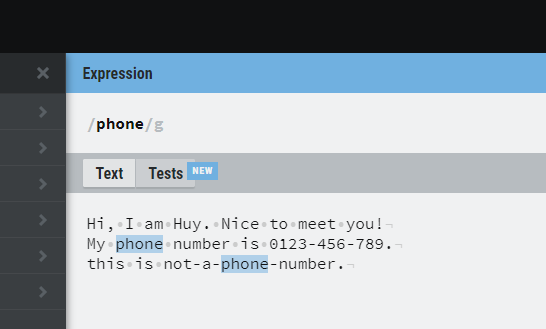 Expression
/phone/g
Text Tests NEW
Hi, I am Huy. Nice to meet you!
My phone number is 0123-456-789.
this is not-a-phone-number.